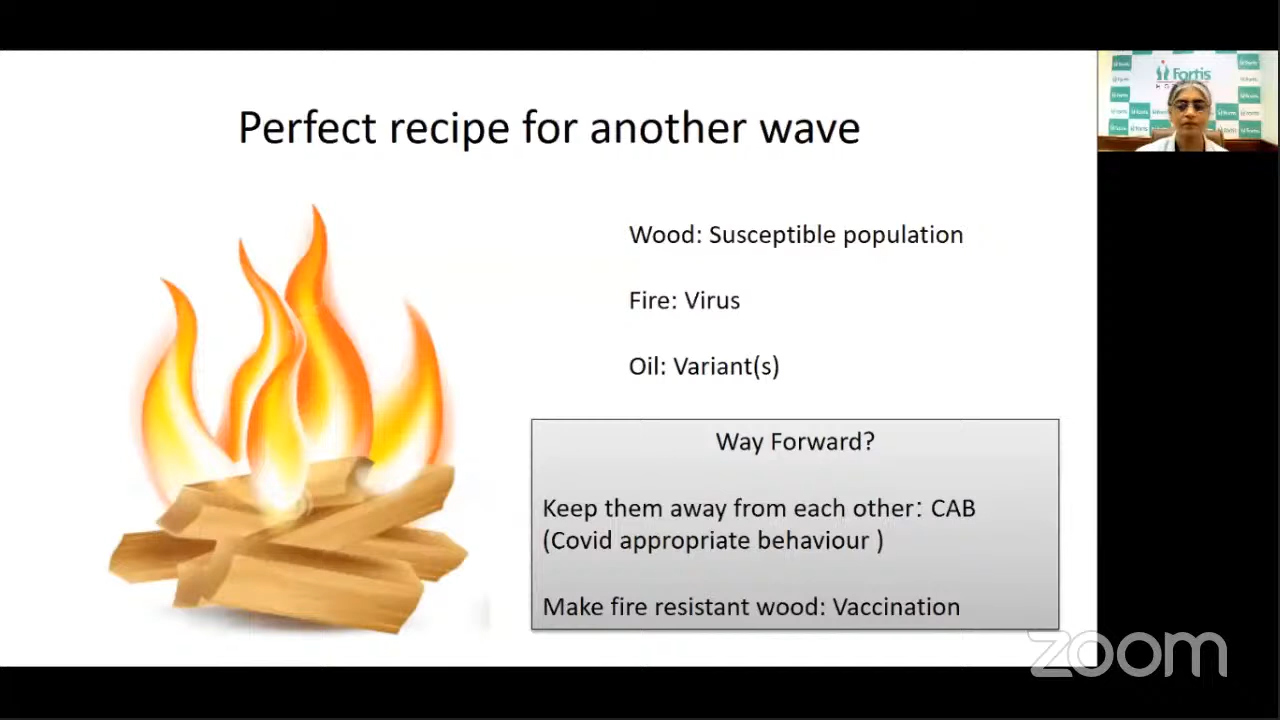 Perfect recipe for another wave
Wood: Susceptible population
Fire: Virus
Oil: Variant(s)
Way Forward?
Keep them away from each other: CAB
(Covid appropriate behaviour )
Make fire resistant wood: Vaccination
Fortis
zoom